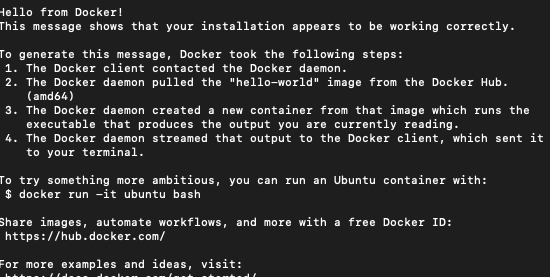 Hello from Docker!
This message shows that your installation appears to be working correctly.
To generate this message, Docker took the following steps:
1. The Docker client contacted the Docker daemon.
2. The Docker daemon pulled the "hello-world" image from the Docker Hub.
(amd64)
3. The Docker daemon created a new container from that image which runs the
executable that produces the output you are currently reading.
4. The Docker daemon streamed that output to the Docker client, which sent it
to your terminal.
To try something more ambitious, you can run an Ubuntu container with:
$ docker run -it ubuntu bash
Share images, automate workflows, and more with a free Docker ID:
https://hub.docker.com/
For more examples and ideas, visit:
https://docs.docker.com/get-started/